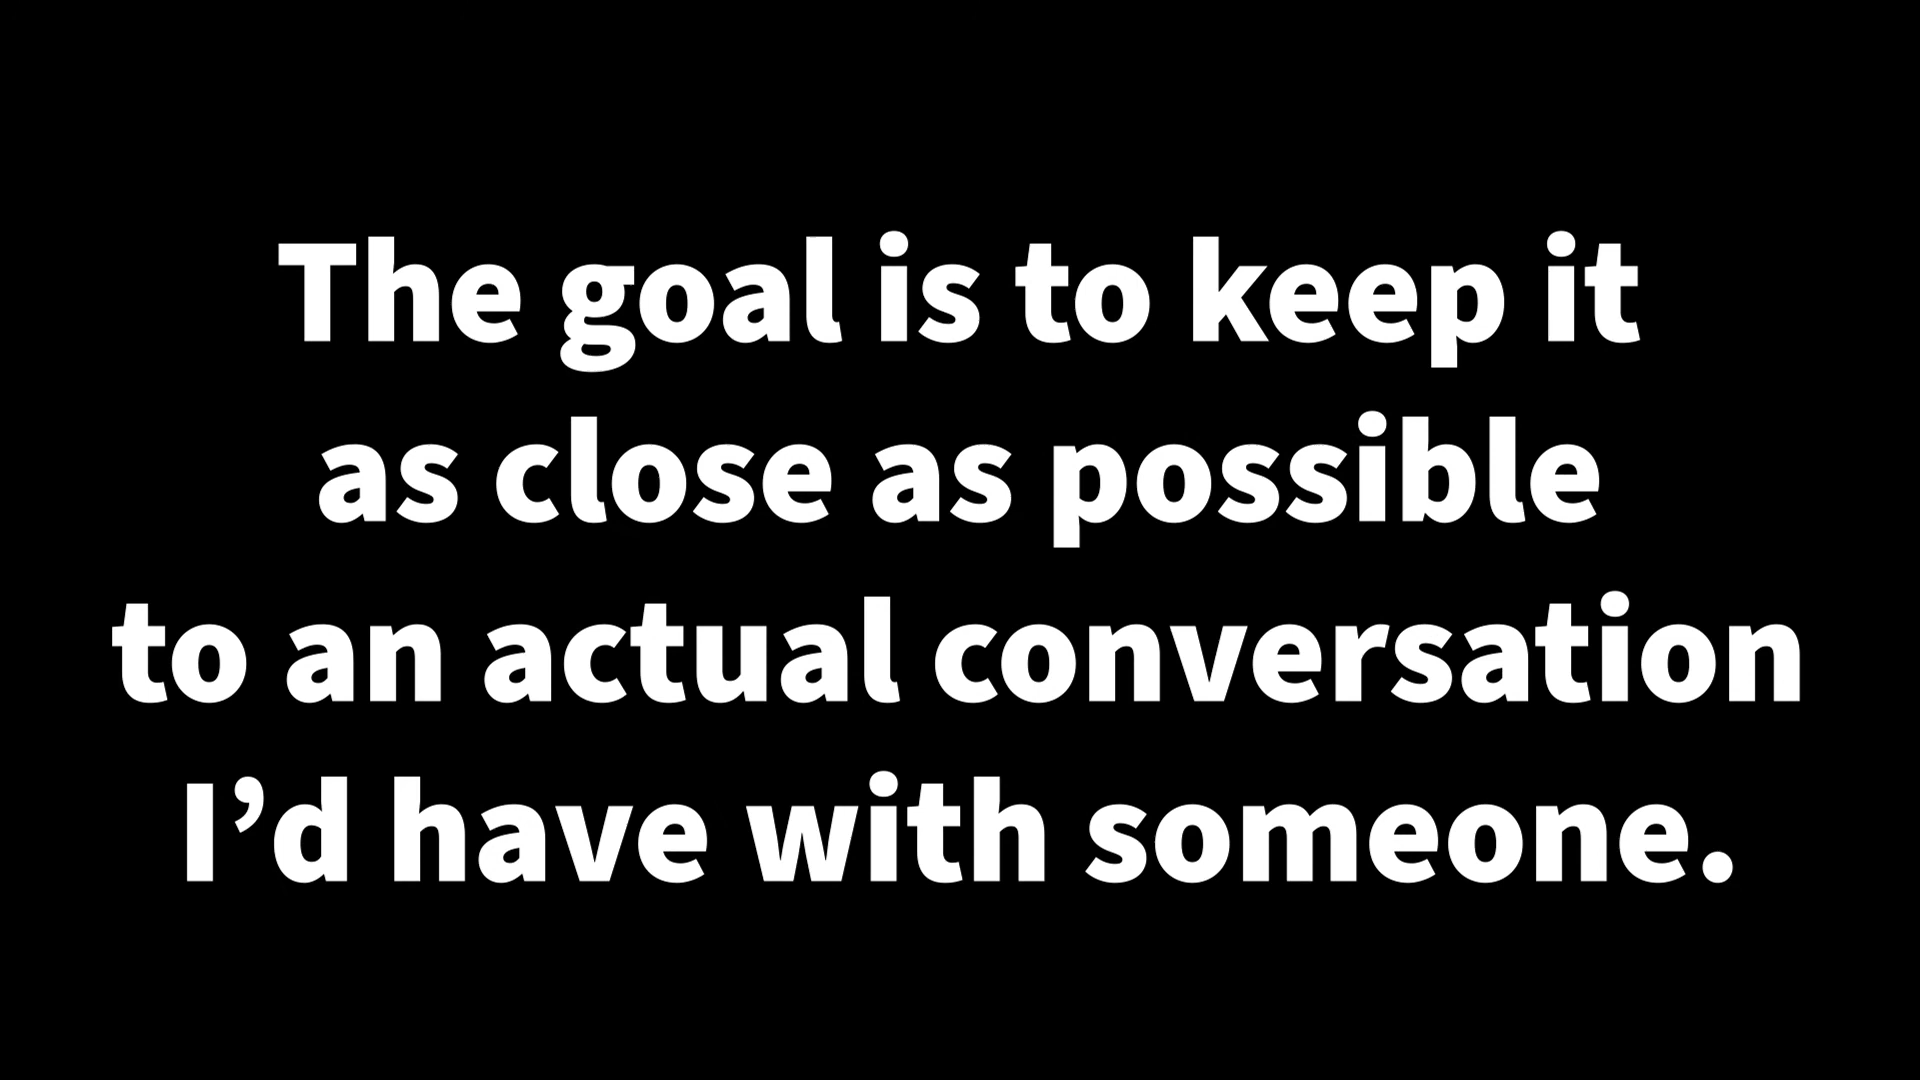 The goal is to keep it
as close as possible
to an actual conversation
I’d have with someone.